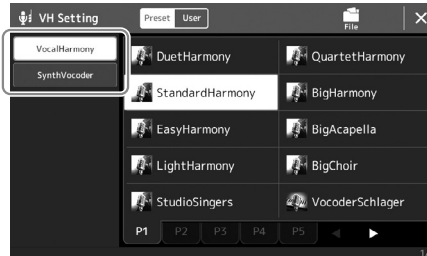 VH Setting
Preset User
File
VocalHarmony
SynthVocoder
DuetHarmony
QuartetHarmony
StandardHarmony
BigHarmony
EasyHarmony
BigAcapella
LightHarmony
BigChoir
StudioSingers
VocoderSchlager
P1 P2 P3 P4 P5